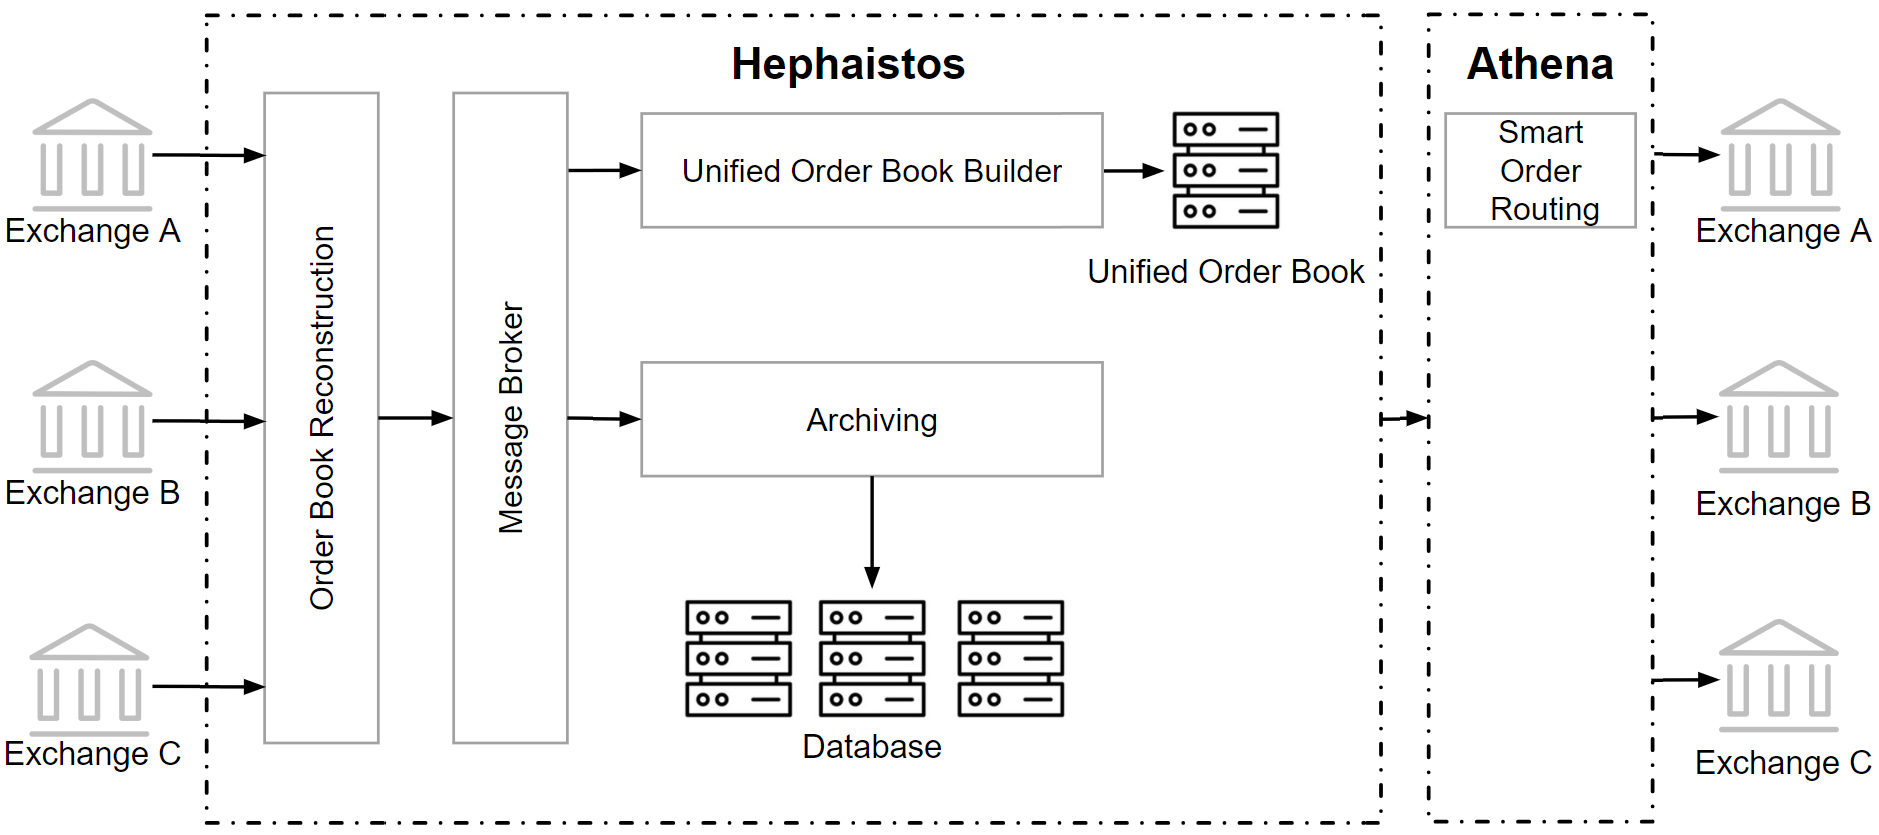 Hephaistos
Athena
Exchange A
Exchange B
Exchange C
Order Book Reconstruction
Message Broker
Unified Order Book Builder
Unified Order Book
Archiving
Database
Smart
Order
Routing
Exchange A
Exchange B
Exchange C